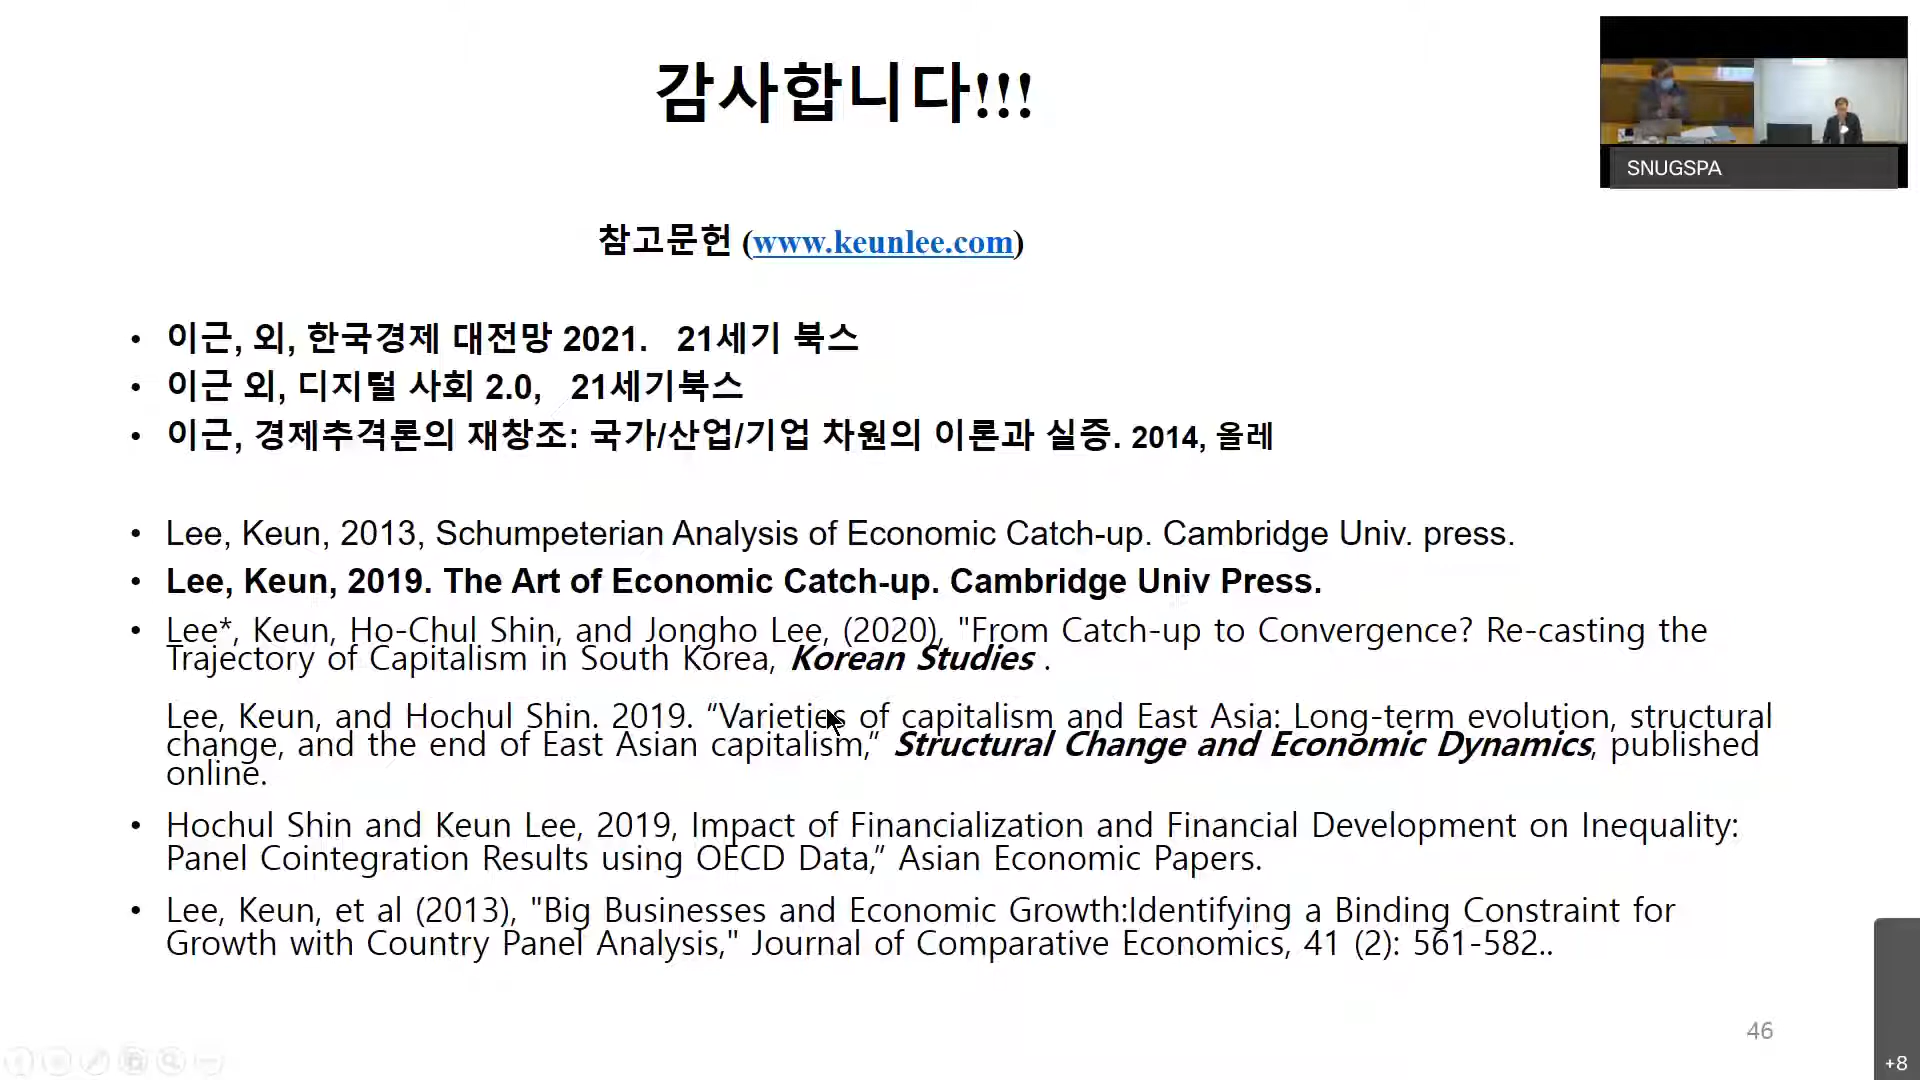 감사합니다!!!
SNUGSPA
참고문헌 (www.keunlee.com)
• 이근, 외, 한국경제 대전망 2021. 21세기 북스
• 이근 외, 디지털 사회 2.0, 21세기북스
• 이근, 경제추격론의 재창조: 국가/산업/기업 차원의 이론과 실증. 2014, 올레
• Lee, Keun, 2013, Schumpeterian Analysis of Economic Catch-up. Cambridge Univ. press.
• Lee, Keun, 2019. The Art of Economic Catch-up. Cambridge Univ Press.
• Lee*, Keun, Ho-Chul Shin, and Jongho Lee, (2020), "From Catch-up to Convergence? Re-casting the
Trajectory of Capitalism in South Korea, Korean Studies .
Lee, Keun, and Hochul Shin. 2019. “Varieties of capitalism and East Asia: Long-term evolution, structural
change, and the end of East Asian capitalism,” Structural Change and Economic Dynamics, published
online.
• Hochul Shin and Keun Lee, 2019, Impact of Financialization and Financial Development on Inequality:
Panel Cointegration Results using OECD Data,” Asian Economic Papers.
• Lee, Keun, et al (2013), "Big Businesses and Economic Growth:Identifying a Binding Constraint for
Growth with Country Panel Analysis," Journal of Comparative Economics, 41 (2): 561-582..
46
+8